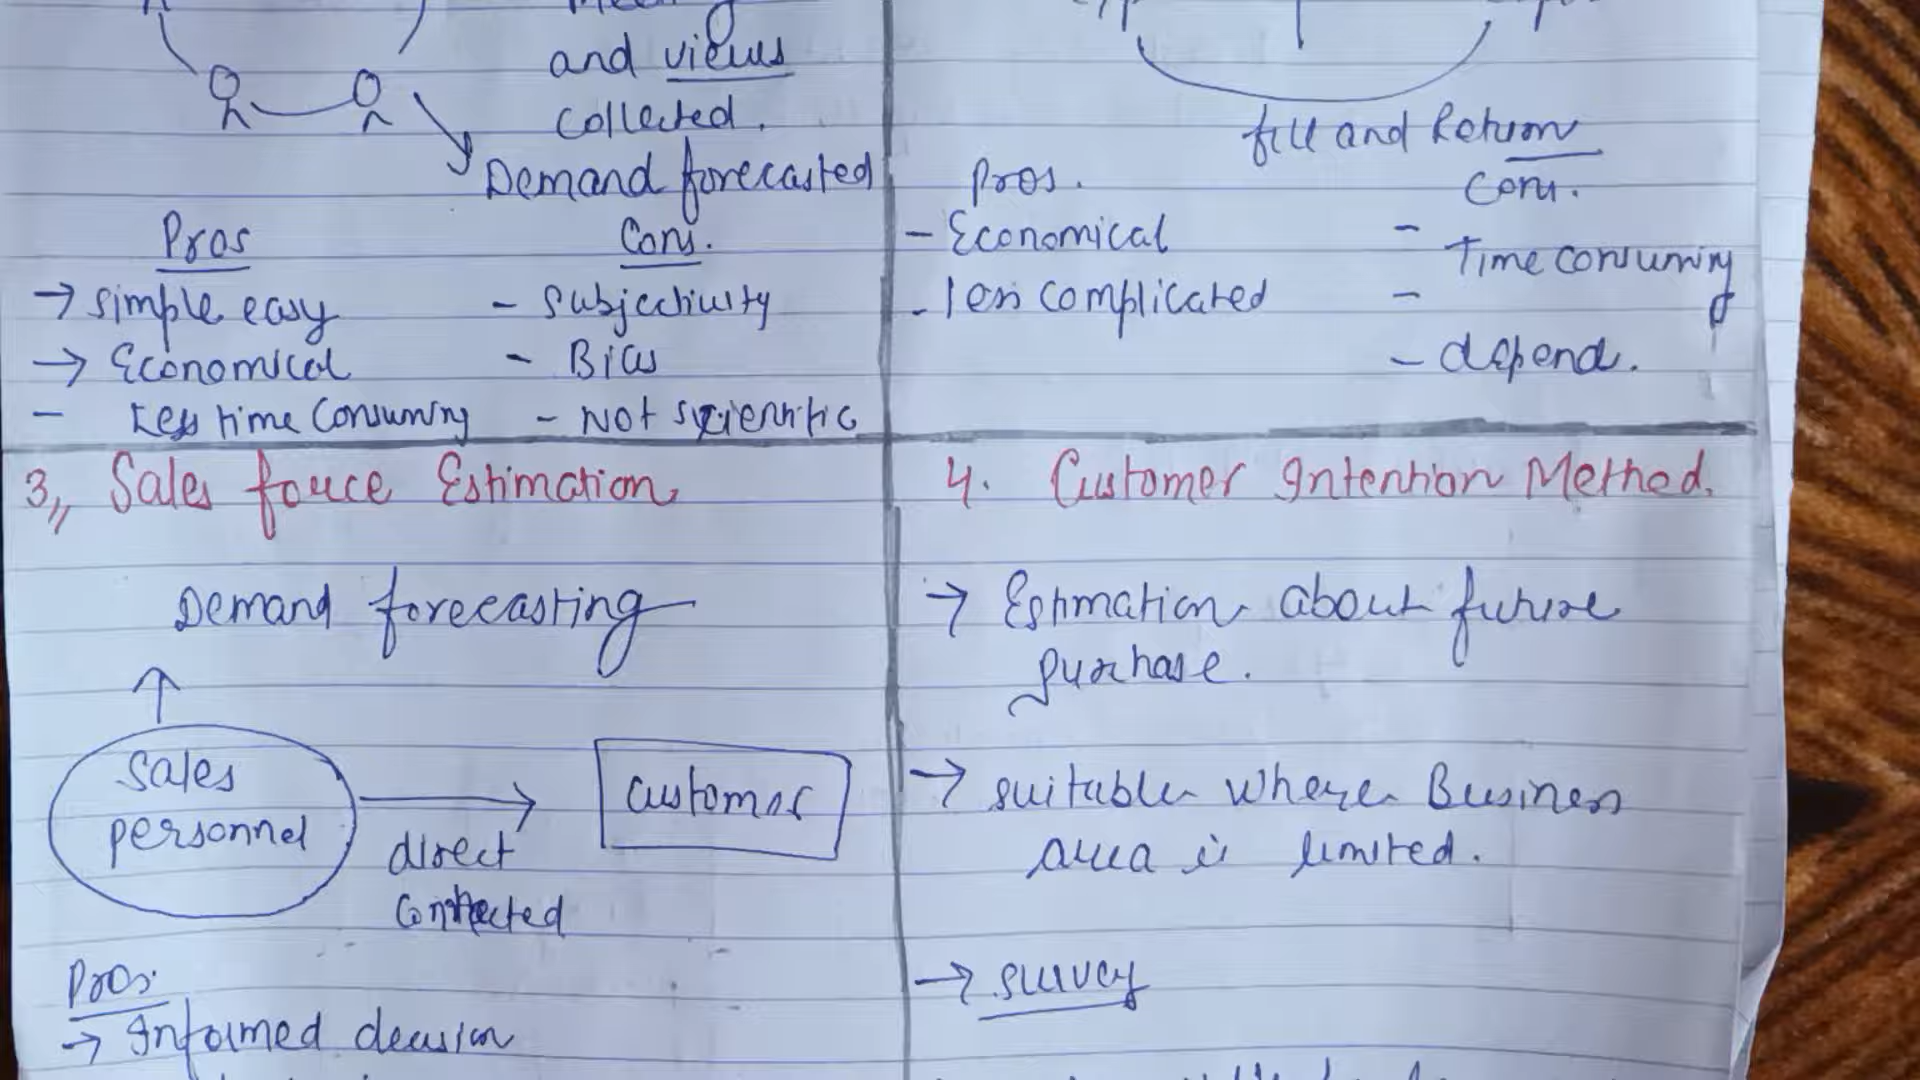 and views
collected.
Demand forecasted
Pros
Cons.
→ simple easy
- Subjectivity
→ Economical
- Bias
- Less time Consuming
- Not scientific
fill and Return
Pros.
Cons.
- Economical
-
Time consuming
- less complicated
-
- depend.
3,, Sales force Estimation
Demand forecasting
↑
Sales
personnel
→
direct
Connected
Customer
Pros.
→ Informed decision
4. Customer Intention Method.
→ Estimation about future
purchase.
→ suitable where Business
area is limited.
→ survey